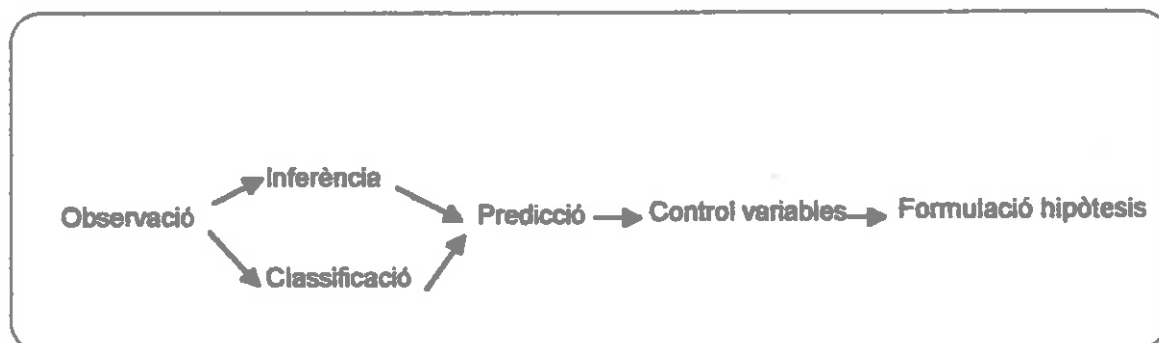 Inferència
Observació
Predicció
Control variables
Formulació hipòtesis
Classificació